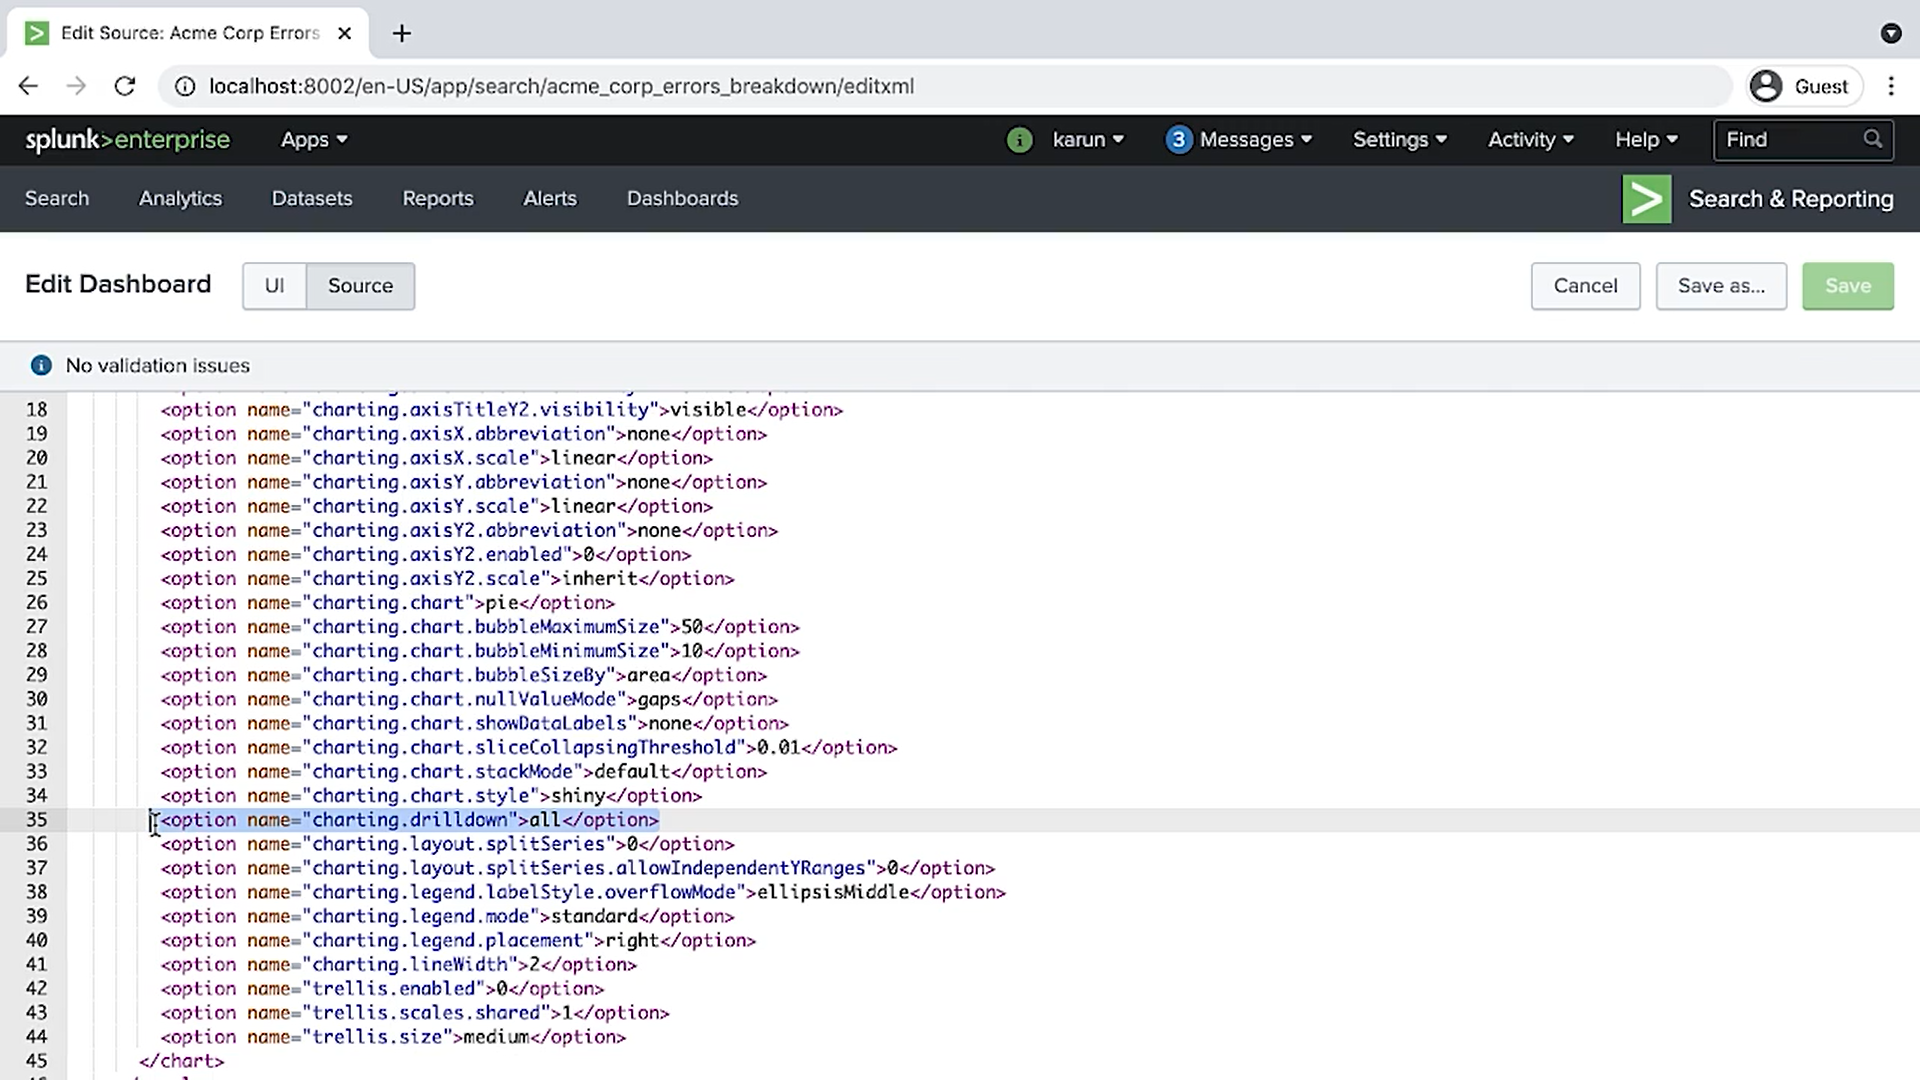 Edit Source: Acme Corp Errors
localhost:8002/en-US/app/search/acme_corp_errors_breakdown/editxml
Guest
splunk>enterprise
Apps
i
karun
3 Messages
Settings
Activity
Help
Find
Search
Analytics
Datasets
Reports
Alerts
Dashboards
Search & Reporting
Edit Dashboard
UI
Source
Cancel
Save as...
Save
No validation issues
18 <option name="charting.axisTitleY2.visibility">visible</option>
19 <option name="charting.axisX.abbreviation">none</option>
20 <option name="charting.axisX.scale">linear</option>
21 <option name="charting.axisY.abbreviation">none</option>
22 <option name="charting.axisY.scale">linear</option>
23 <option name="charting.axisY2.abbreviation">none</option>
24 <option name="charting.axisY2.enabled">0</option>
25 <option name="charting.axisY2.scale">inherit</option>
26 <option name="charting.chart">pie</option>
27 <option name="charting.chart.bubbleMaximumSize">50</option>
28 <option name="charting.chart.bubbleMinimumSize">10</option>
29 <option name="charting.chart.bubbleSizeBy">area</option>
30 <option name="charting.chart.nullValueMode">gaps</option>
31 <option name="charting.chart.showDataLabels">none</option>
32 <option name="charting.chart.sliceCollapsingThreshold">0.01</option>
33 <option name="charting.chart.stackMode">default</option>
34 <option name="charting.chart.style">shiny</option>
35 <option name="charting.drilldown">all</option>
36 <option name="charting.layout.splitSeries">0</option>
37 <option name="charting.layout.splitSeries.allowIndependentYRanges">0</option>
38 <option name="charting.legend.labelStyle.overflowMode">ellipsisMiddle</option>
39 <option name="charting.legend.mode">standard</option>
40 <option name="charting.legend.placement">right</option>
41 <option name="charting.lineWidth">2</option>
42 <option name="trellis.enabled">0</option>
43 <option name="trellis.scales.shared">1</option>
44 <option name="trellis.size">medium</option>
45 </chart>